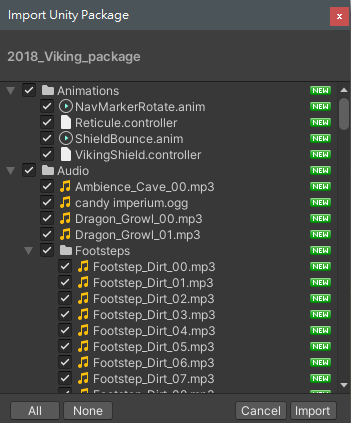 Import Unity Package
x
2018_Viking_package
Animations NEW
NavMarkerRotate.anim NEW
Reticule.controller NEW
ShieldBounce.anim NEW
VikingShield.controller NEW
Audio NEW
Ambience_Cave_00.mp3 NEW
candy imperium.ogg NEW
Dragon_Growl_00.mp3 NEW
Dragon_Growl_01.mp3 NEW
Footsteps NEW
Footstep_Dirt_00.mp3 NEW
Footstep_Dirt_01.mp3 NEW
Footstep_Dirt_02.mp3 NEW
Footstep_Dirt_03.mp3 NEW
Footstep_Dirt_04.mp3 NEW
Footstep_Dirt_05.mp3 NEW
Footstep_Dirt_06.mp3 NEW
Footstep_Dirt_07.mp3 NEW
All None Cancel Import